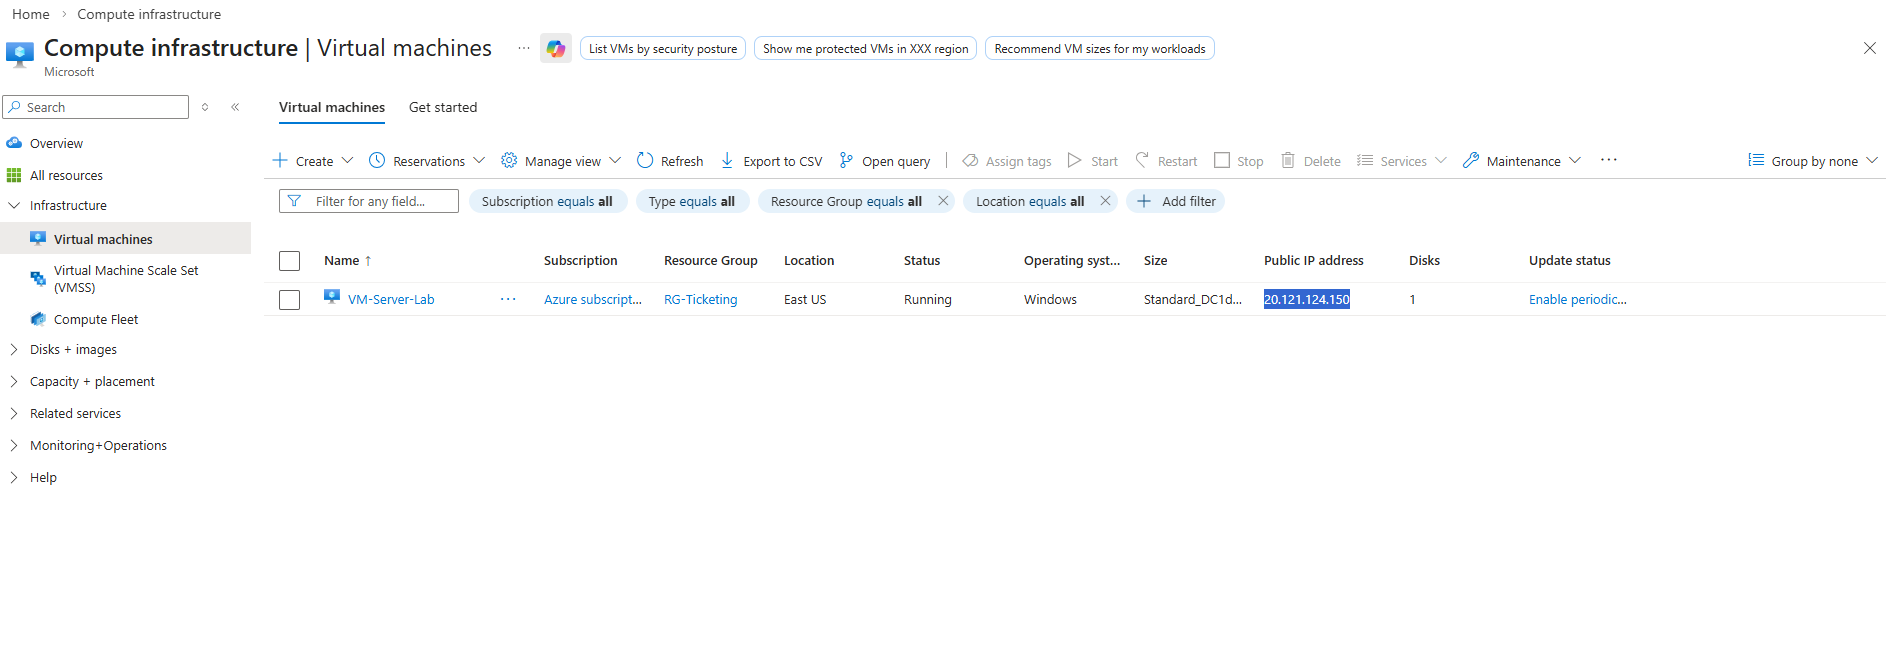 Home > Compute infrastructure
Compute infrastructure | Virtual machines
Microsoft
List VMs by security posture
Show me protected VMs in XXX region
Recommend VM sizes for my workloads
Search
Overview
All resources
Infrastructure
Virtual machines
Virtual Machine Scale Set
(VMSS)
Compute Fleet
Disks + images
Capacity + placement
Related services
Monitoring+Operations
Help
Virtual machines Get started
Create Reservations Manage view Refresh Export to CSV Open query Assign tags Start Restart Stop Delete Services Maintenance ... Group by none
Filter for any field... Subscription equals all Type equals all Resource Group equals all Location equals all Add filter
Name ↑ Subscription Resource Group Location Status Operating syst... Size Public IP address Disks Update status
VM-Server-Lab ... Azure subscript... RG-Ticketing East US Running Windows Standard_DC1d... 20.121.124.150 1 Enable periodic...